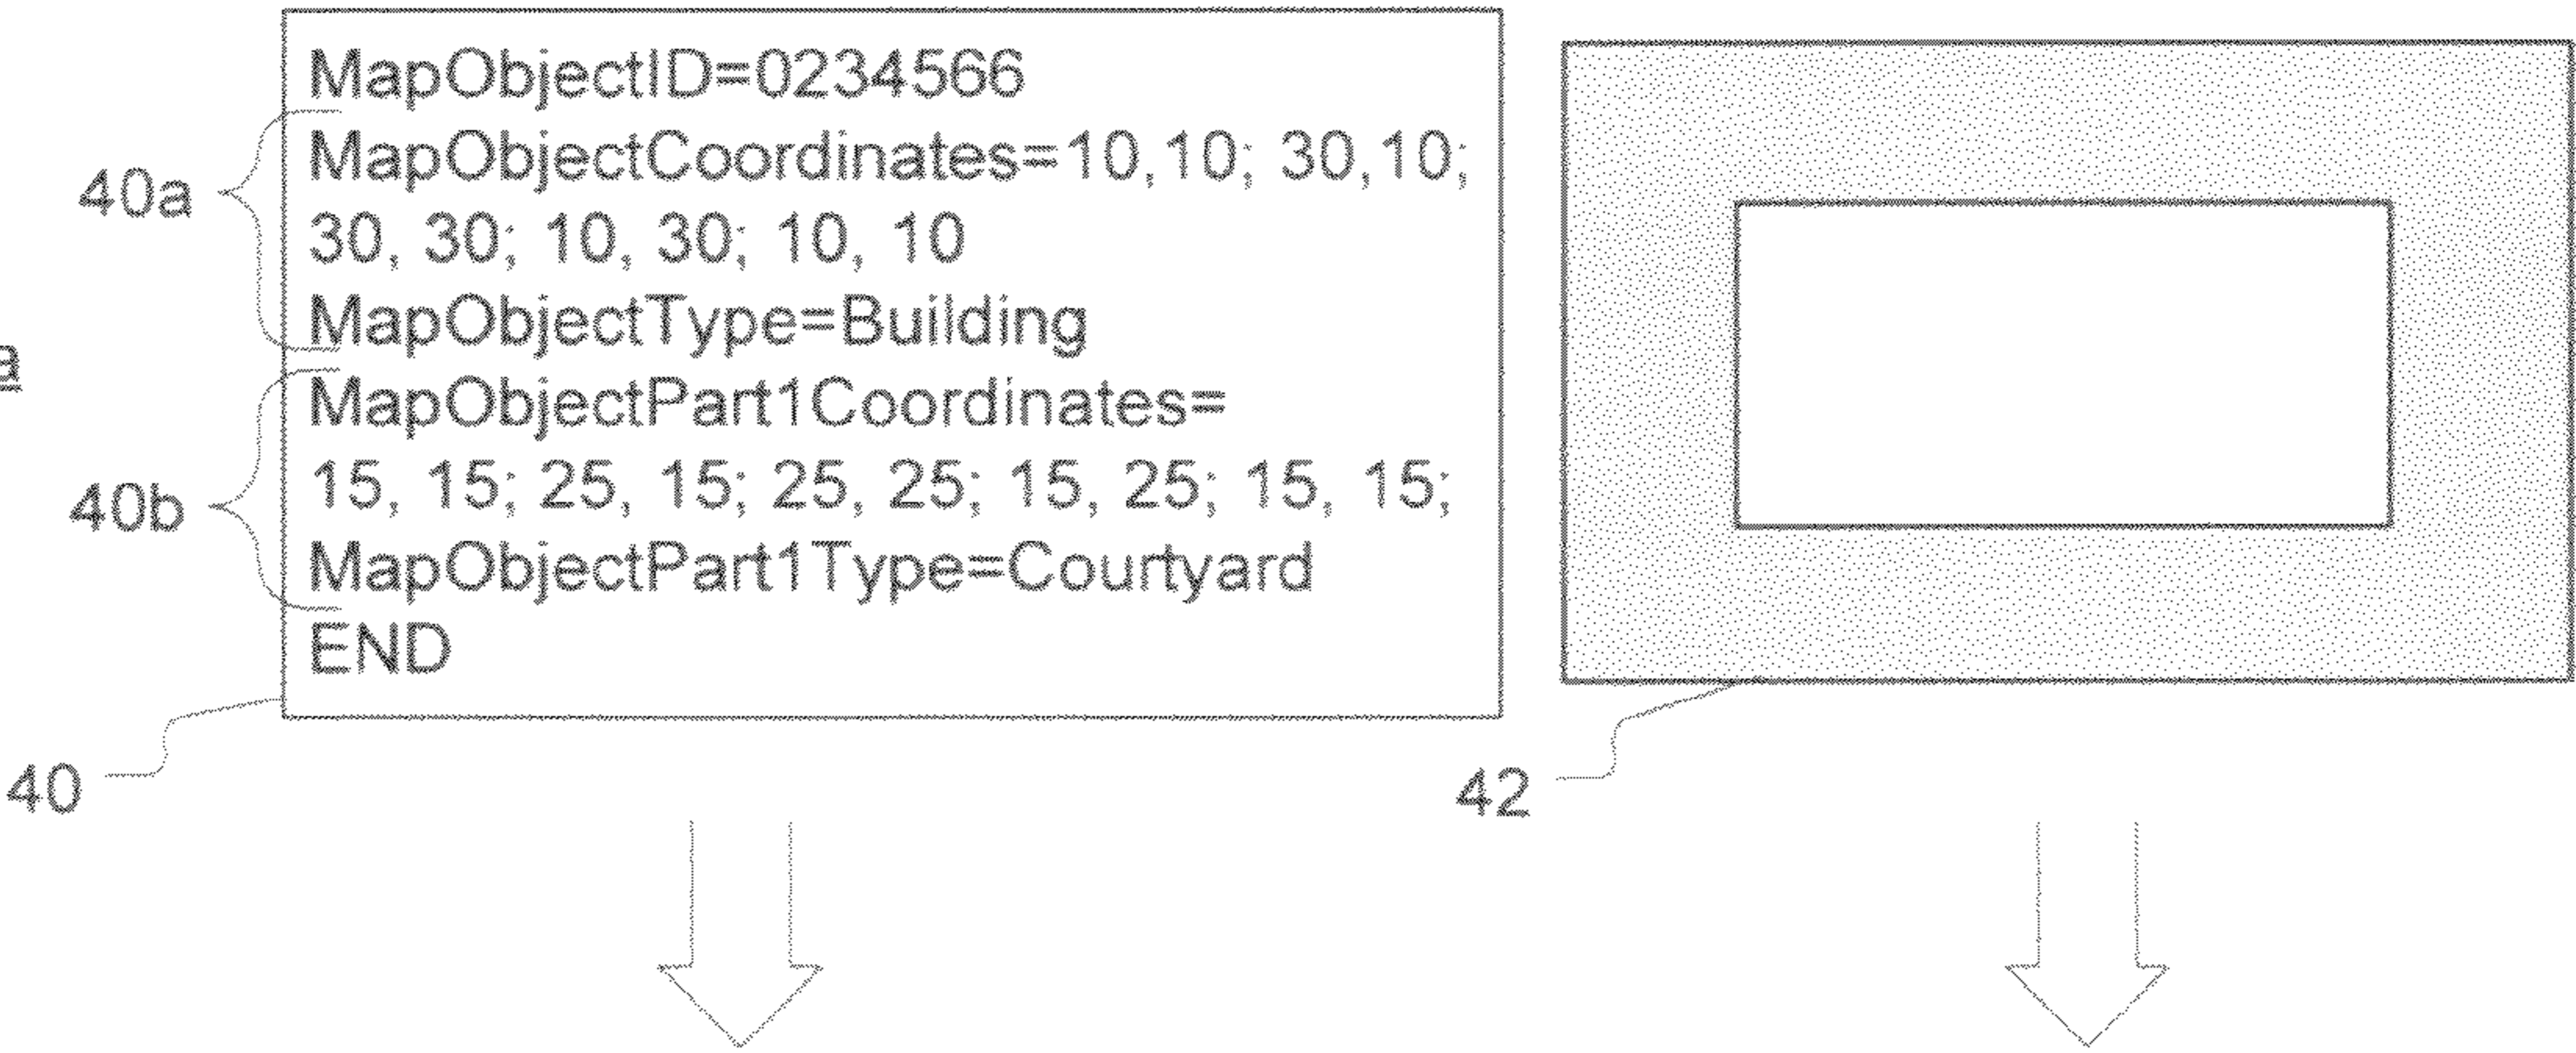 MapObjectID=0234566
MapObjectCoordinates=10,10; 30,10;
30, 30; 10, 30; 10, 10
MapObjectType=Building
MapObjectPart1Coordinates=
15, 15; 25, 15; 25, 25; 15, 25; 15, 15;
MapObjectPart1Type=Courtyard
END
40a
a
40b
40
42